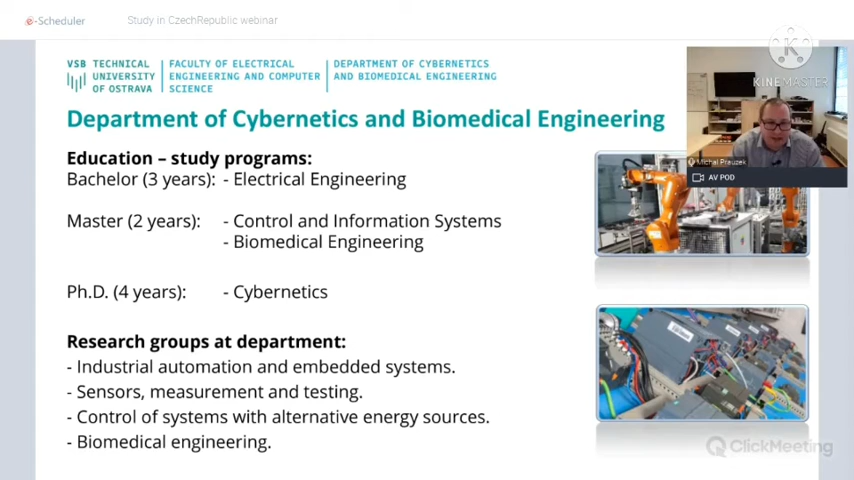 e-Scheduler
Study in CzechRepublic webinar
VSB TECHNICAL
UNIVERSITY
OF OSTRAVA
FACULTY OF ELECTRICAL
ENGINEERING AND COMPUTER
SCIENCE
DEPARTMENT OF CYBERNETICS
AND BIOMEDICAL ENGINEERING
K
KINEMASTER
Michal Prauzek
AV POD
Department of Cybernetics and Biomedical Engineering
Education – study programs:
Bachelor (3 years): - Electrical Engineering
Master (2 years): - Control and Information Systems
- Biomedical Engineering
Ph.D. (4 years): - Cybernetics
Research groups at department:
- Industrial automation and embedded systems.
- Sensors, measurement and testing.
- Control of systems with alternative energy sources.
- Biomedical engineering.
ClickMeeting